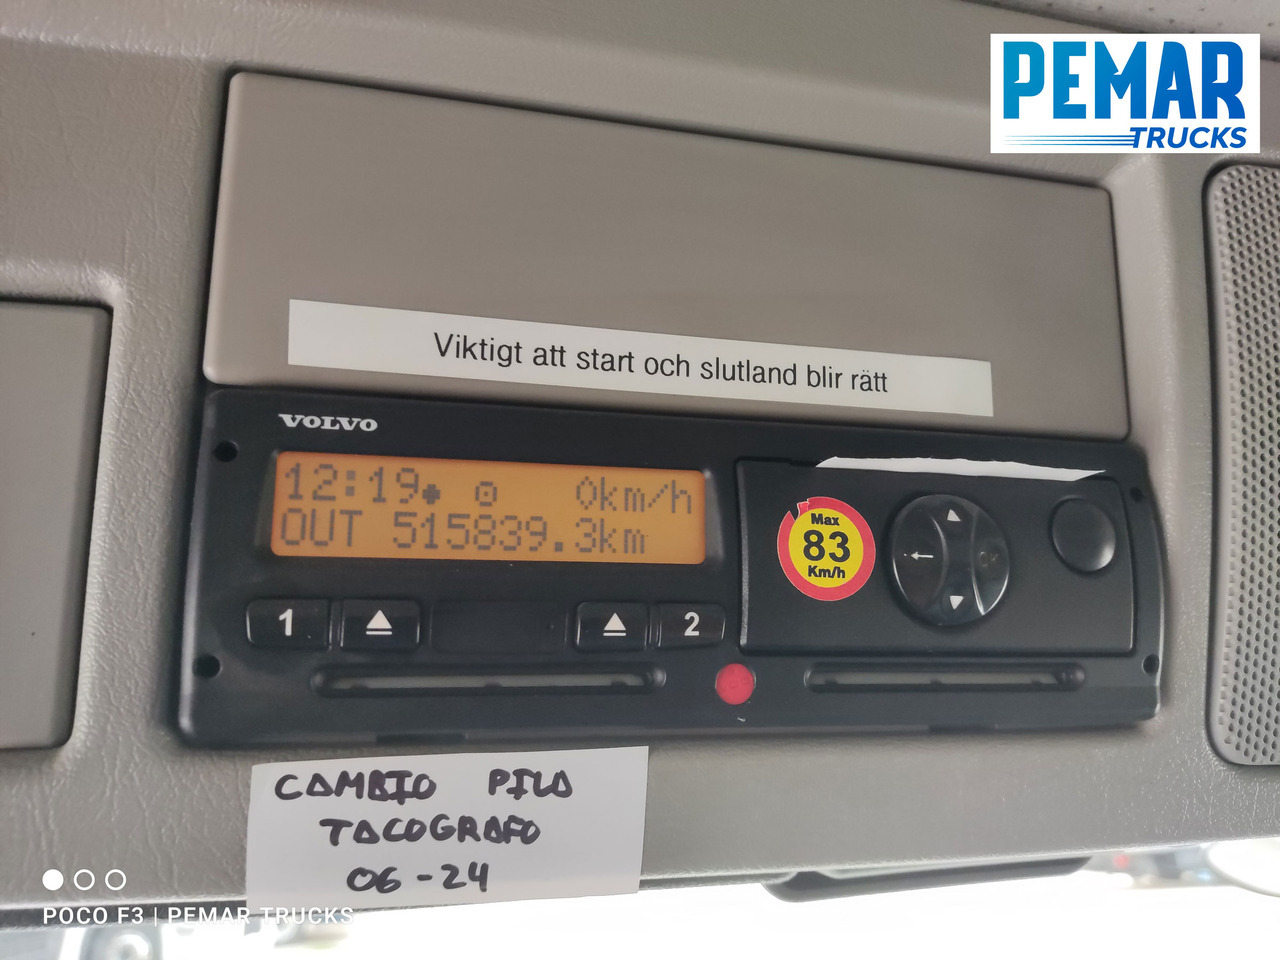 PEMAR
TRUCKS
Viktigt att start och slutland blir rätt
VOLVO
12:19 0km/h
OUT 515839.3km
Max
83
Km/h
1 2
CAMBIO PILA
TACOGRAFO
06-24
POCO F3 | PEMAR TRUCKS